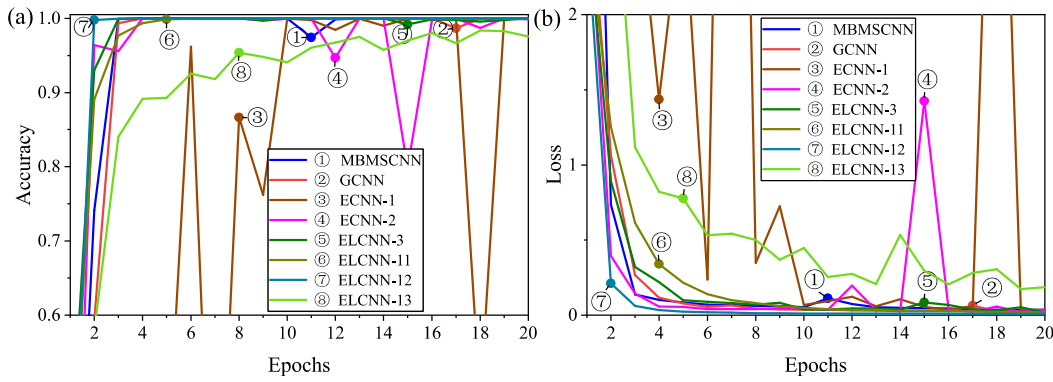 (a)
1.0
0.9
0.8
0.7
0.6
Accuracy
2 4 6 8 10 12 14 16 18 20
Epochs
⑦
⑥
①
④
⑤
②
⑧
③
① MBMSCNN
② GCNN
③ ECNN-1
④ ECNN-2
⑤ ELCNN-3
⑥ ELCNN-11
⑦ ELCNN-12
⑧ ELCNN-13
(b)
2
1
0
Loss
2 4 6 8 10 12 14 16 18 20
Epochs
③
④
⑧
⑥
⑦
①
⑤
②
① MBMSCNN
② GCNN
③ ECNN-1
④ ECNN-2
⑤ ELCNN-3
⑥ ELCNN-11
⑦ ELCNN-12
⑧ ELCNN-13